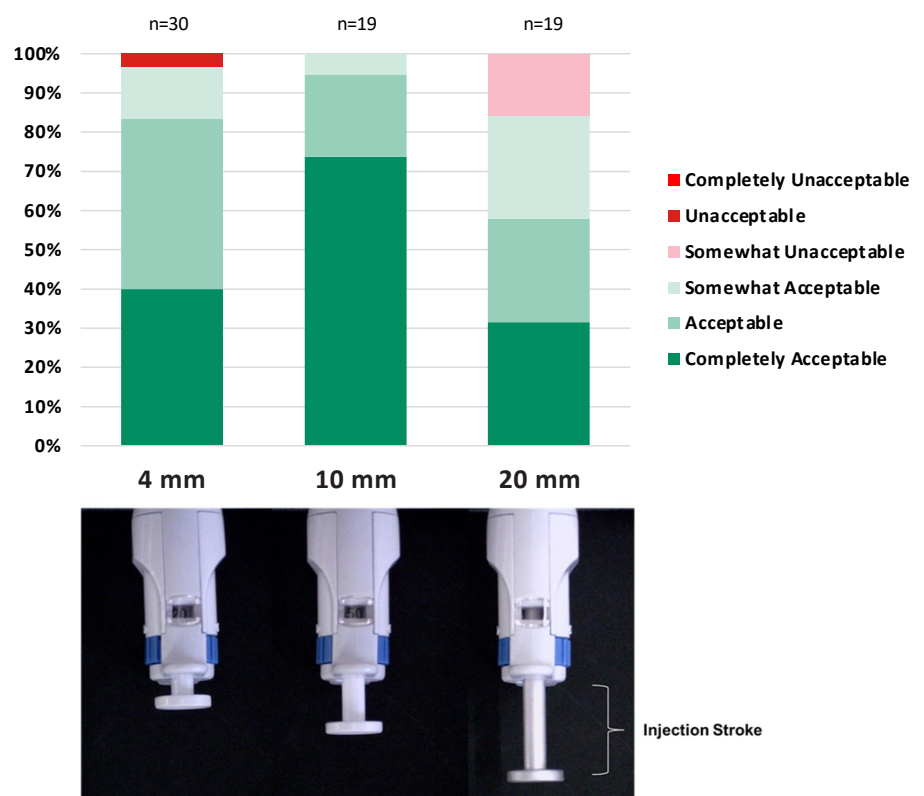 n=30 n=19 n=19
100%
90%
80%
70%
60%
50%
40%
30%
20%
10%
0%
Completely Unacceptable
Unacceptable
Somewhat Unacceptable
Somewhat Acceptable
Acceptable
Completely Acceptable
4 mm 10 mm 20 mm
Injection Stroke